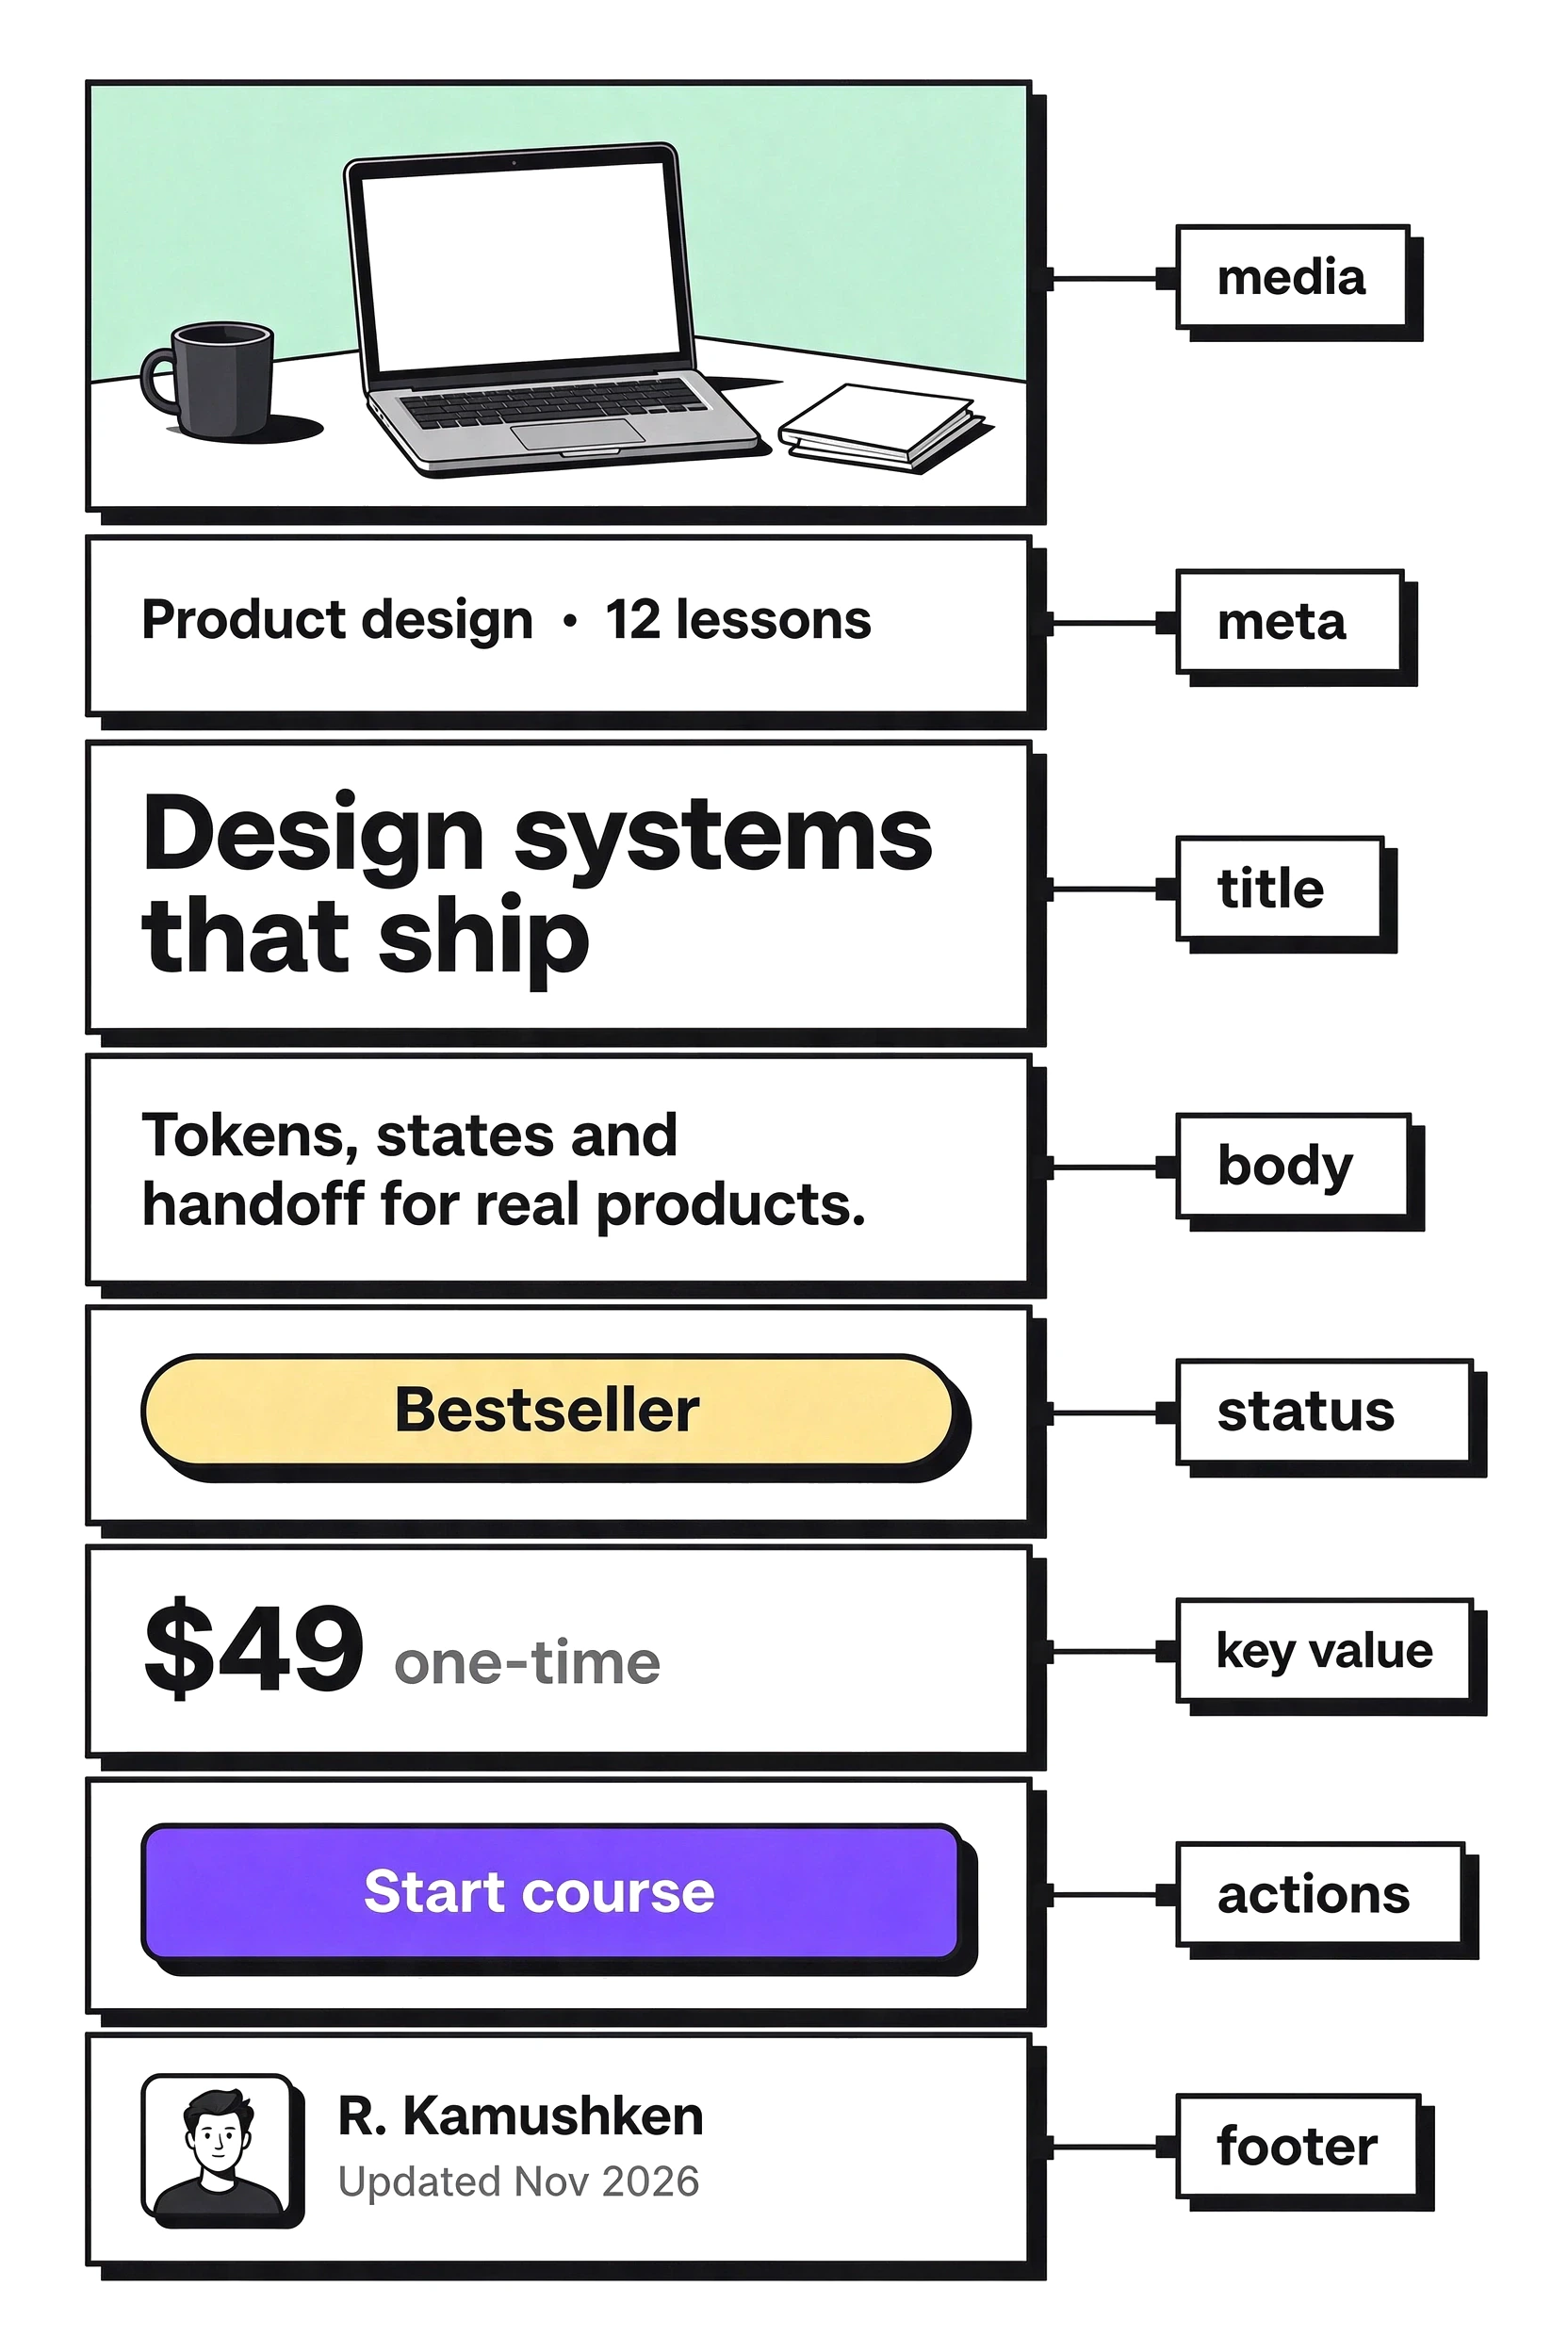 media
Product design • 12 lessons
meta
Design systems
that ship
title
Tokens, states and
handoff for real products.
body
Bestseller
status
$49 one-time
key value
Start course
actions
R. Kamushken
Updated Nov 2026
footer